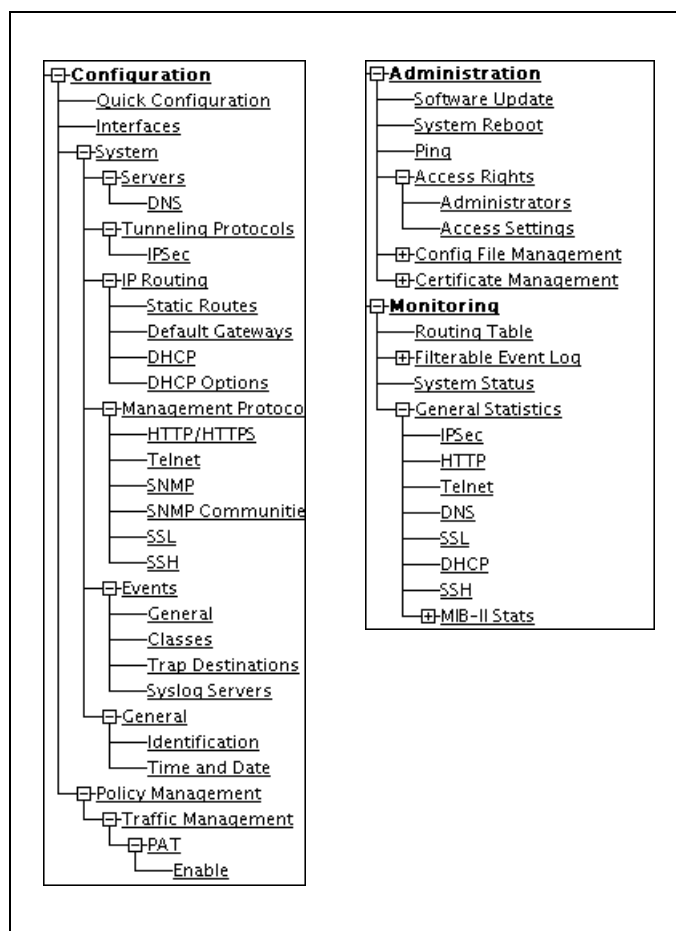 Configuration
Quick Configuration
Interfaces
System
Servers
DNS
Tunneling Protocols
IPSec
IP Routing
Static Routes
Default Gateways
DHCP
DHCP Options
Management Protoco
HTTP/HTTPS
Telnet
SNMP
SNMP Communitie
SSL
SSH
Events
General
Classes
Trap Destinations
Syslog Servers
General
Identification
Time and Date
Policy Management
Traffic Management
PAT
Enable
Administration
Software Update
System Reboot
Ping
Access Rights
Administrators
Access Settings
Config File Management
Certificate Management
Monitoring
Routing Table
Filterable Event Log
System Status
General Statistics
IPSec
HTTP
Telnet
DNS
SSL
DHCP
SSH
MIB-II Stats